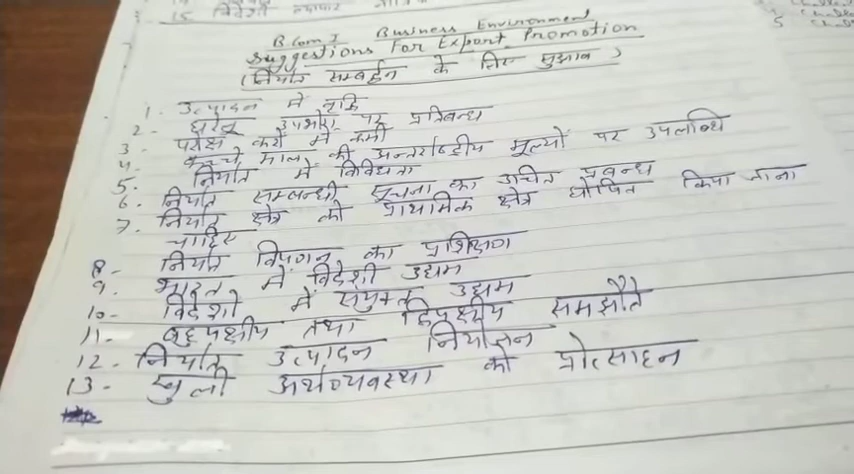 15 विदेशी व्यापार
B.Com I Business Environment
Suggestions For Export Promotion
(निर्यात सम्बर्द्धन के लिए सुझाव)
1. उत्पादन में वृद्धि
2- घरेलू उपभोग पर प्रतिबन्ध
3- परोक्ष करों में कमी
4. कच्चे माल की अन्तर्राष्ट्रीय मूल्यों पर उपलब्धि
5. निर्यात में विविधता
6. निर्यात सम्बन्धी सूचना का उचित प्रबन्ध
7. निर्यात क्षेत्र को प्राथमिक क्षेत्र घोषित किया जाना
चाहिए
8- निर्यात विपणन का प्रशिक्षण
9. भारत में विदेशी उद्यम
10- विदेशों में संयुक्त उद्यम
11. बहुपक्षीय तथा द्विपक्षीय समझौते
12- निर्यात उत्पादन नियोजन
13- खुली अर्थव्यवस्था को प्रोत्साहन